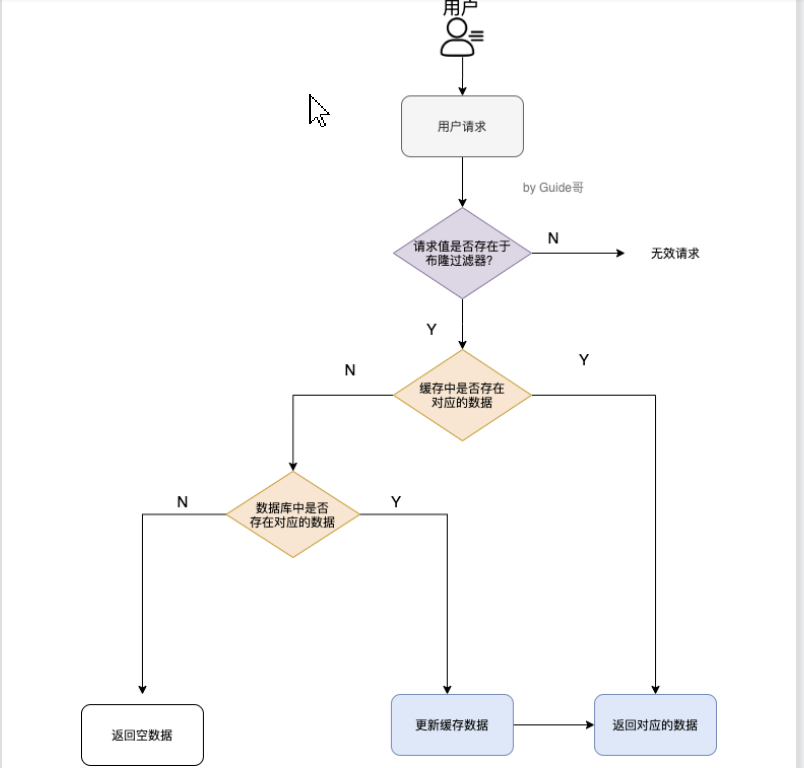 用户
用户请求
by Guide哥
请求值是否存在于
布隆过滤器?
N
无效请求
Y
N
Y
缓存中是否存在
对应的数据
N
Y
数据库中是否
存在对应的数据
返回空数据
更新缓存数据
返回对应的数据